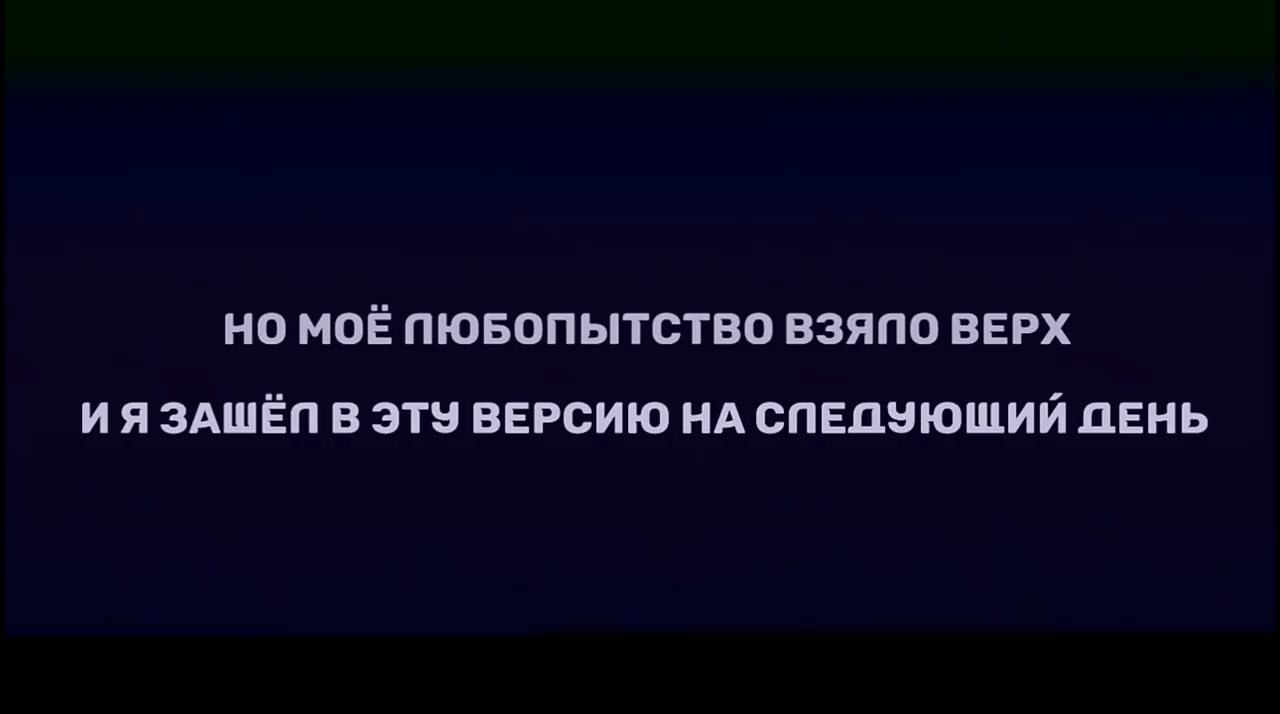 НО МОЁ ЛЮБОПЫТСТВО ВЗЯЛО ВЕРХ
И Я ЗАШЁЛ В ЭТУ ВЕРСИЮ НА СЛЕДУЮЩИЙ ДЕНЬ